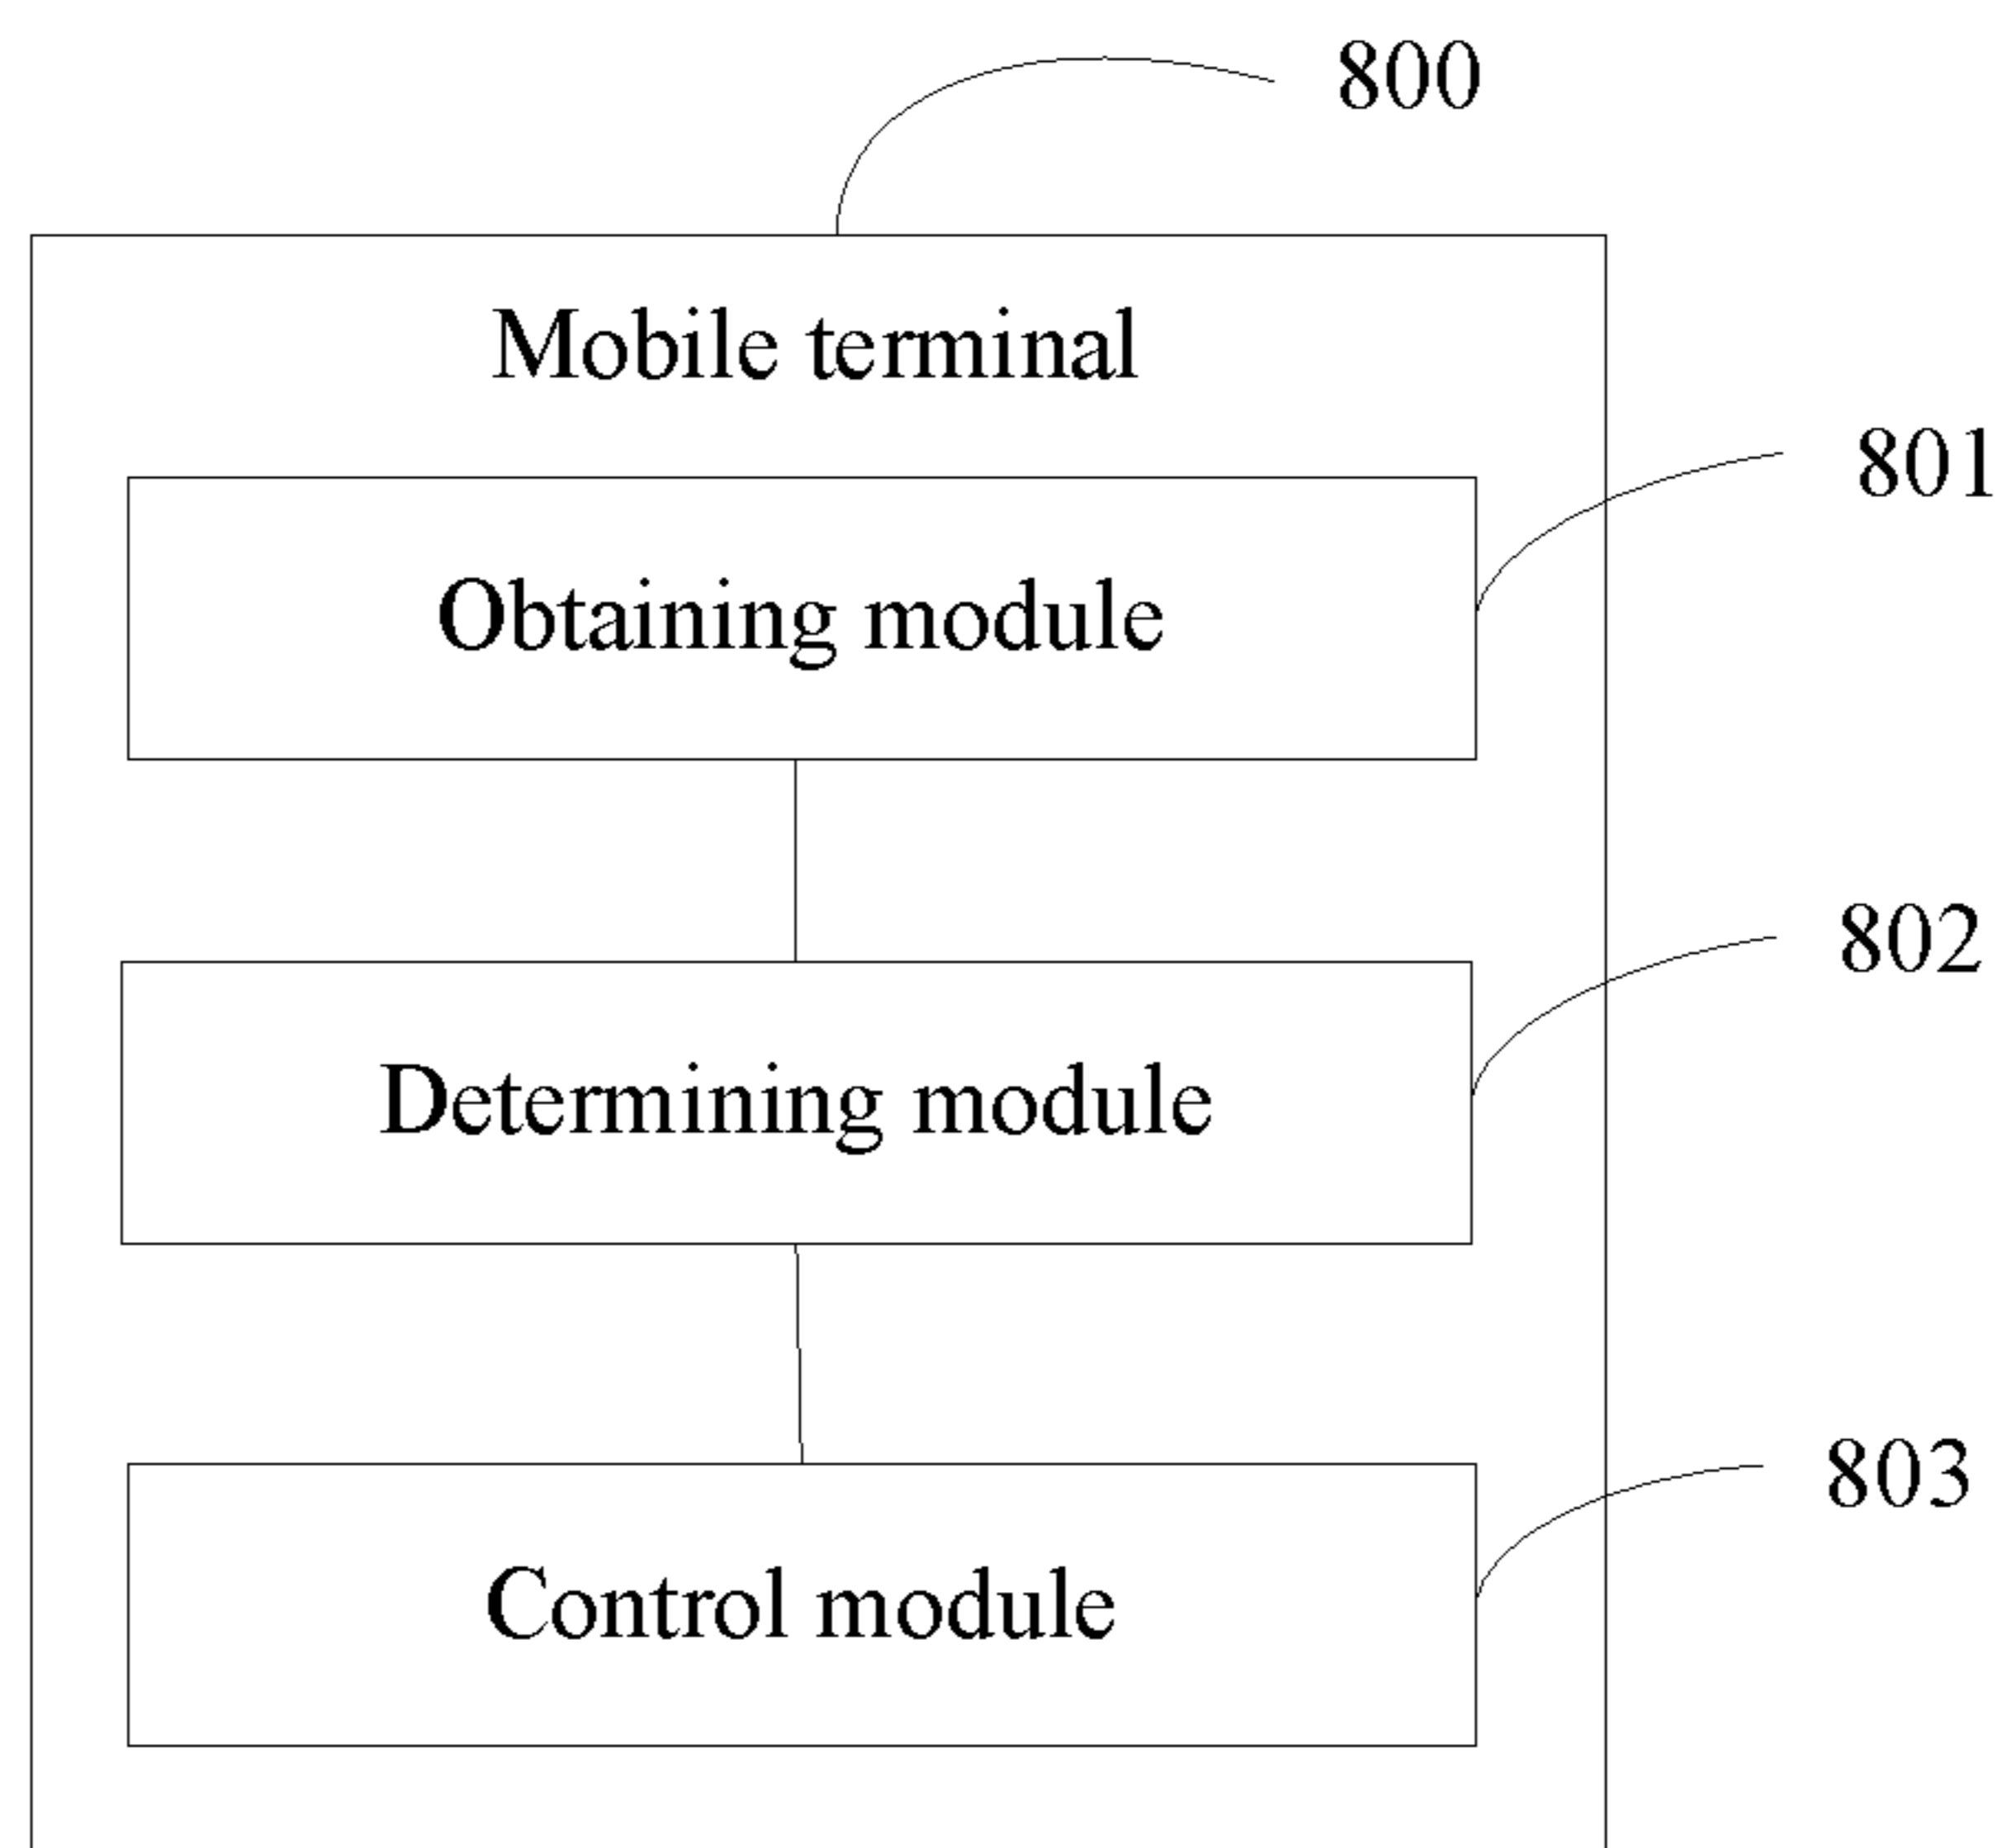 800
Mobile terminal
801
Obtaining module
802
Determining module
803
Control module